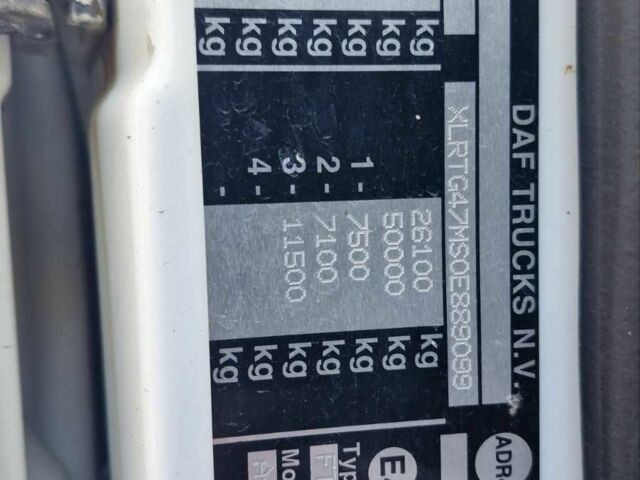 DAF TRUCKS N.V.
XLRTG47MS0E889099
kg 26100 kg
kg 50000 kg
kg 1 - 7500 kg
kg 2 - 7100 kg
kg 3 - 11500 kg
kg 4 - kg
kg - kg